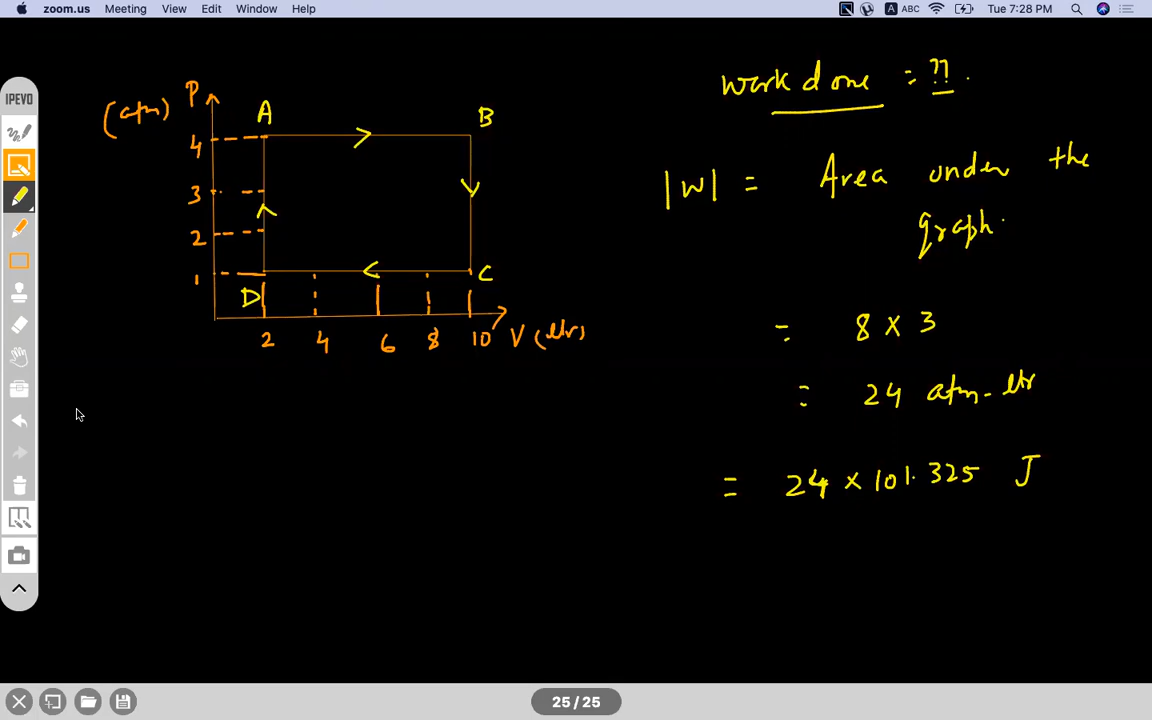 zoom.us Meeting View Edit Window Help ABC Tue 7:28 PM
IPEVO
P
(atm)
A
B
4
3
2
1
D
C
2 4 6 8 10 V (ltr)
work done = ??.
|W| = Area under the
graph.
= 8 × 3
= 24 atm-ltr
= 24 × 101.325 J
25/25